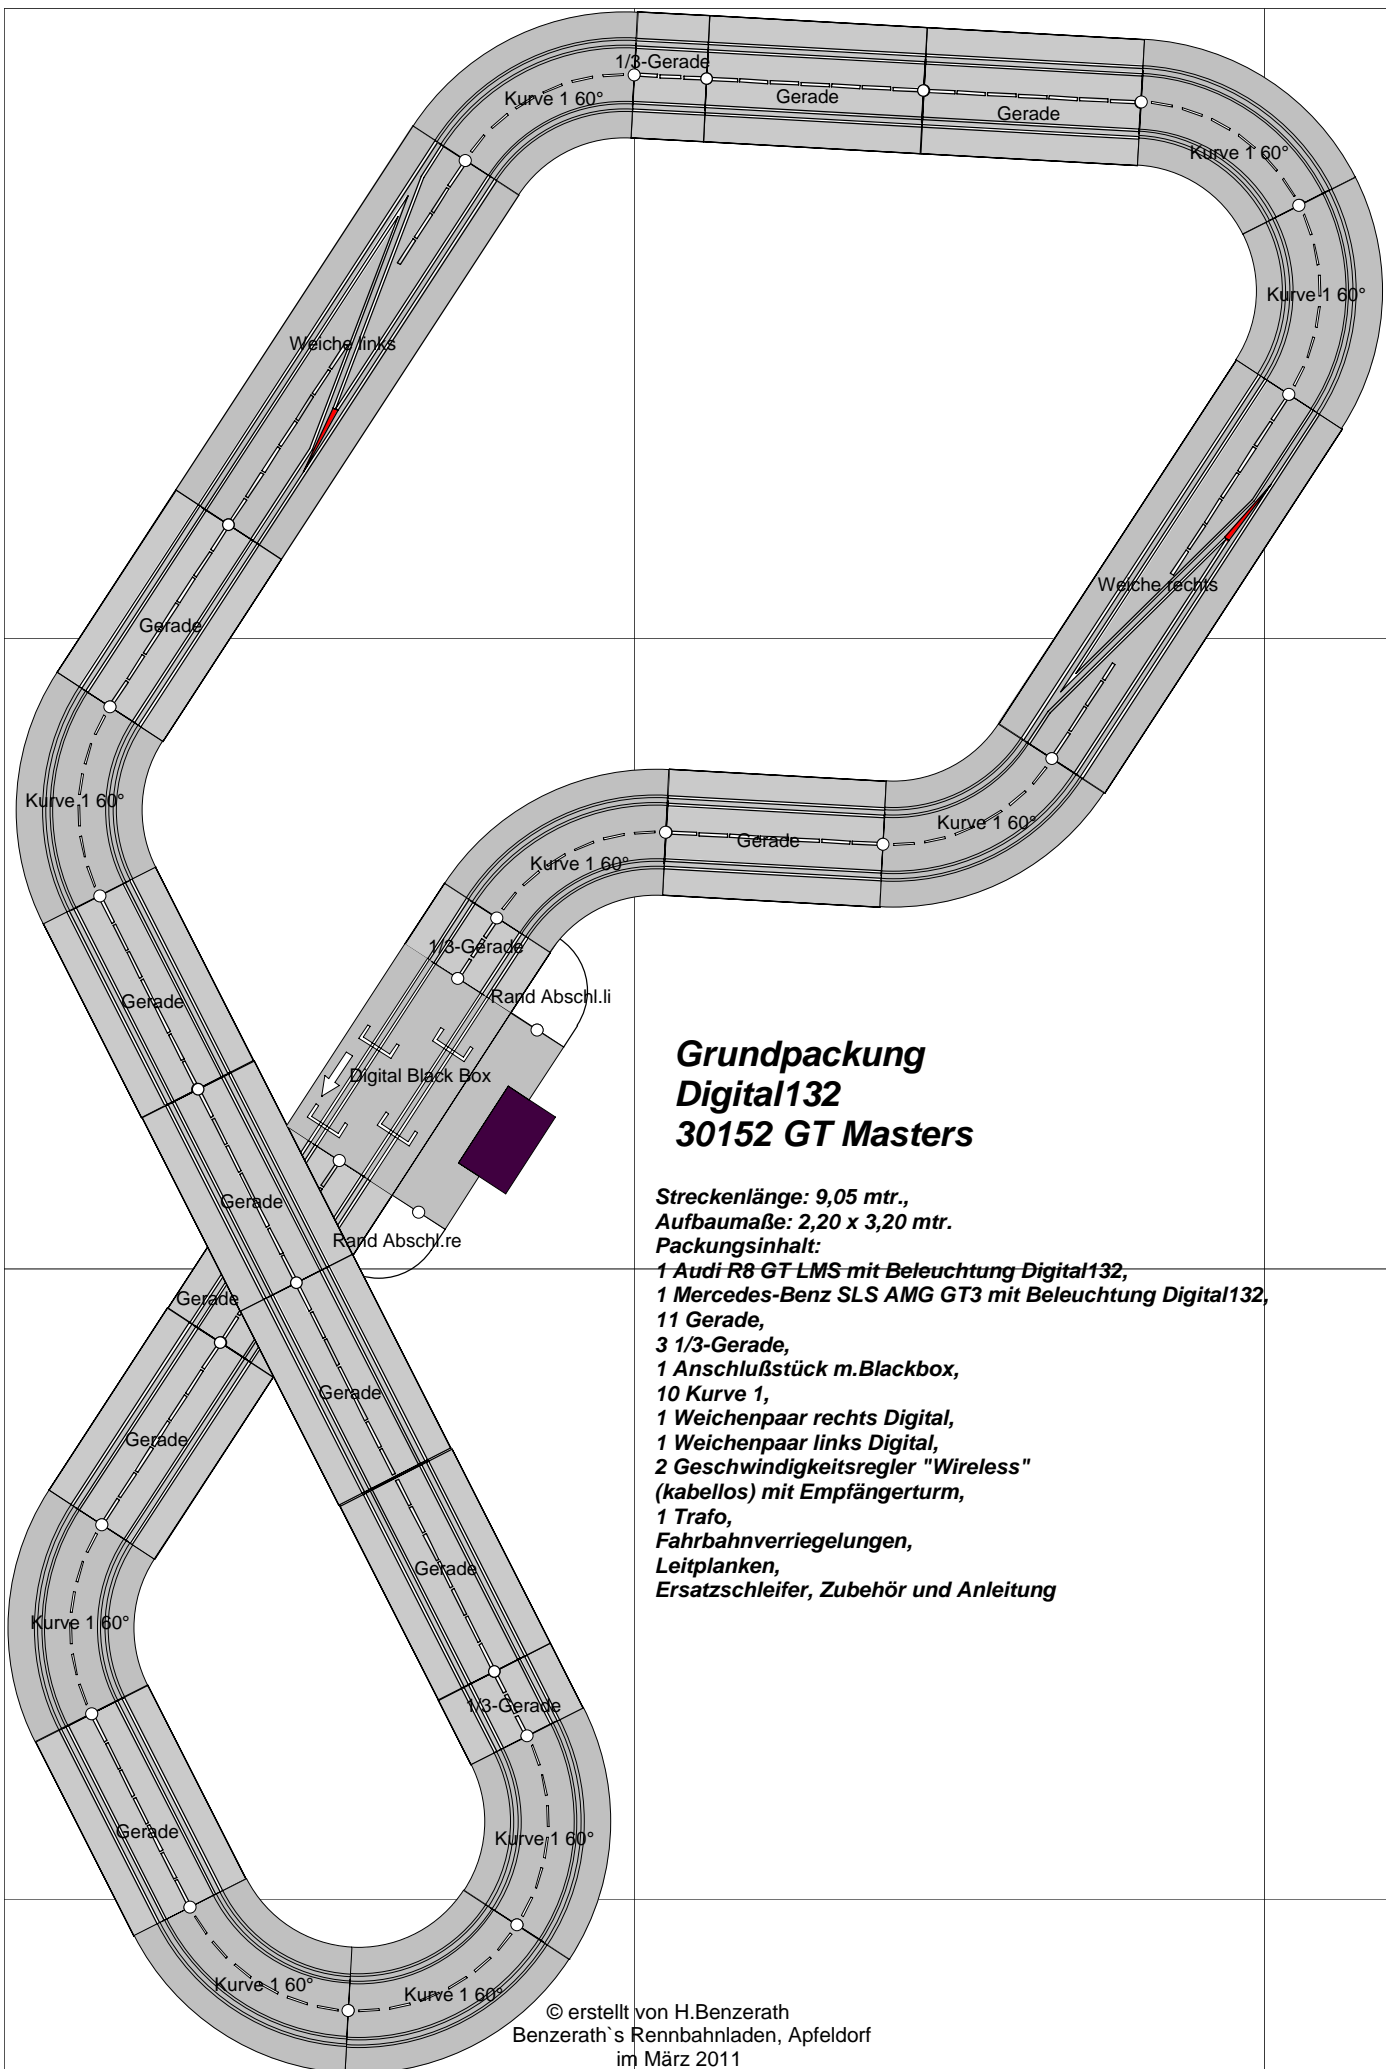 1/3-Gerade
Kurve 1 60°
Gerade
Gerade
Kurve 1 60°
Kurve 1 60°
Weiche links
Weiche rechts
Gerade
Kurve 1 60°
Kurve 1 60°
Gerade
Kurve 1 60°
1/3-Gerade
Rand Abschl.li
Gerade
Digital Black Box
Gerade
Rand Abschl.re
Gerade
Gerade
Gerade
Gerade
Kurve 1 60°
1/3-Gerade
Gerade
Kurve 1 60°
Kurve 1 60°
Kurve 1 60°
Grundpackung
Digital132
30152 GT Masters
Streckenlänge: 9,05 mtr.,
Aufbaumaße: 2,20 x 3,20 mtr.
Packungsinhalt:
1 Audi R8 GT LMS mit Beleuchtung Digital132,
1 Mercedes-Benz SLS AMG GT3 mit Beleuchtung Digital132,
11 Gerade,
3 1/3-Gerade,
1 Anschlußstück m.Blackbox,
10 Kurve 1,
1 Weichenpaar rechts Digital,
1 Weichenpaar links Digital,
2 Geschwindigkeitsregler "Wireless"
(kabellos) mit Empfängerturm,
1 Trafo,
Fahrbahnverriegelungen,
Leitplanken,
Ersatzschleifer, Zubehör und Anleitung
© erstellt von H.Benzerath
Benzerath`s Rennbahnladen, Apfeldorf
im März 2011